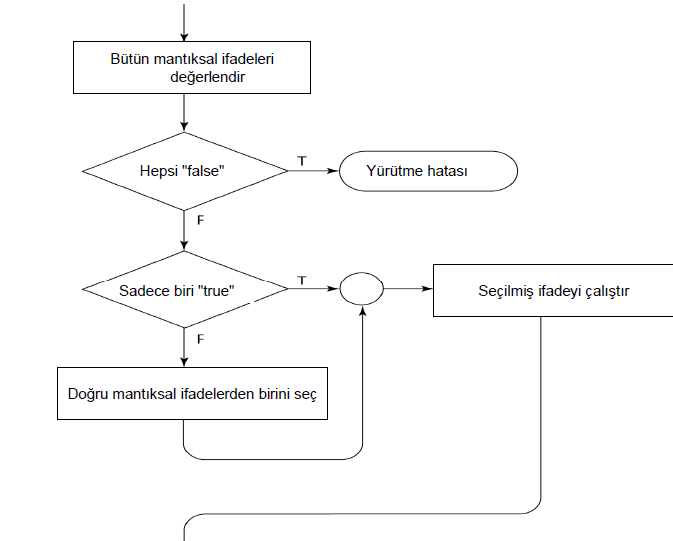 Bütün mantıksal ifadeleri
değerlendir
Hepsi "false"
T
Yürütme hatası
F
Sadece biri "true"
T
Seçilmiş ifadeyi çalıştır
F
Doğru mantıksal ifadelerden birini seç